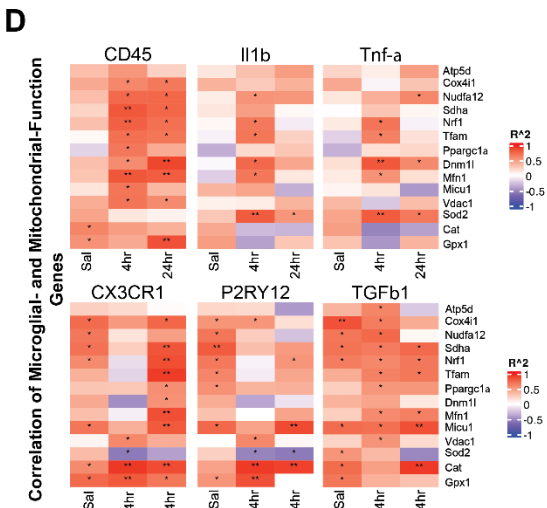 D
Correlation of Microglial- and Mitochondrial-Function
Genes
CD45 Il1b Tnf-a
Atp5d
* * Cox4i1
* * * * Nudfa12
** * Sdha
** * * * Nrf1
* * * * Tfam
* Ppargc1a
* ** * ** * Dnm1l
** ** * * Mfn1
* Micu1
* * Vdac1
** * ** * Sod2
* Cat
* ** Gpx1
Sal 4hr 24hr Sal 4hr 24hr Sal 4hr 24hr
R^2
1
0.5
0
-0.5
-1
CX3CR1 P2RY12 TGFb1
* Atp5d
* * * * ** * Cox4i1
* * * * Nudfa12
* ** ** * * * Sdha
* ** * * * * * Nrf1
** * * * Tfam
* * * Ppargc1a
* Dnm1l
** * * Mfn1
* ** * ** * * ** Micu1
* * * Vdac1
* * * * Sod2
* ** ** ** ** * ** Cat
* ** * * ** * Gpx1
Sal 4hr 4hr Sal 4hr 4hr Sal 4hr 4hr
R^2
1
0.5
0
-0.5
-1